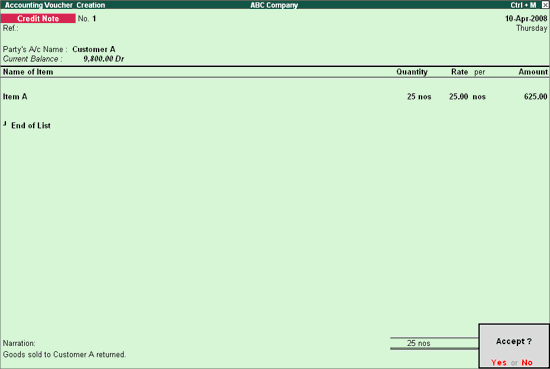 Accounting Voucher Creation ABC Company Ctrl + M X
Credit Note No. 1 10-Apr-2008
Ref.: Thursday
Party's A/c Name : Customer A
Current Balance : 9,800.00 Dr
Name of Item Quantity Rate per Amount
Item A 25 nos 25.00 nos 625.00
End of List
Narration: 25 nos
Goods sold to Customer A returned.
Accept ?
Yes or No